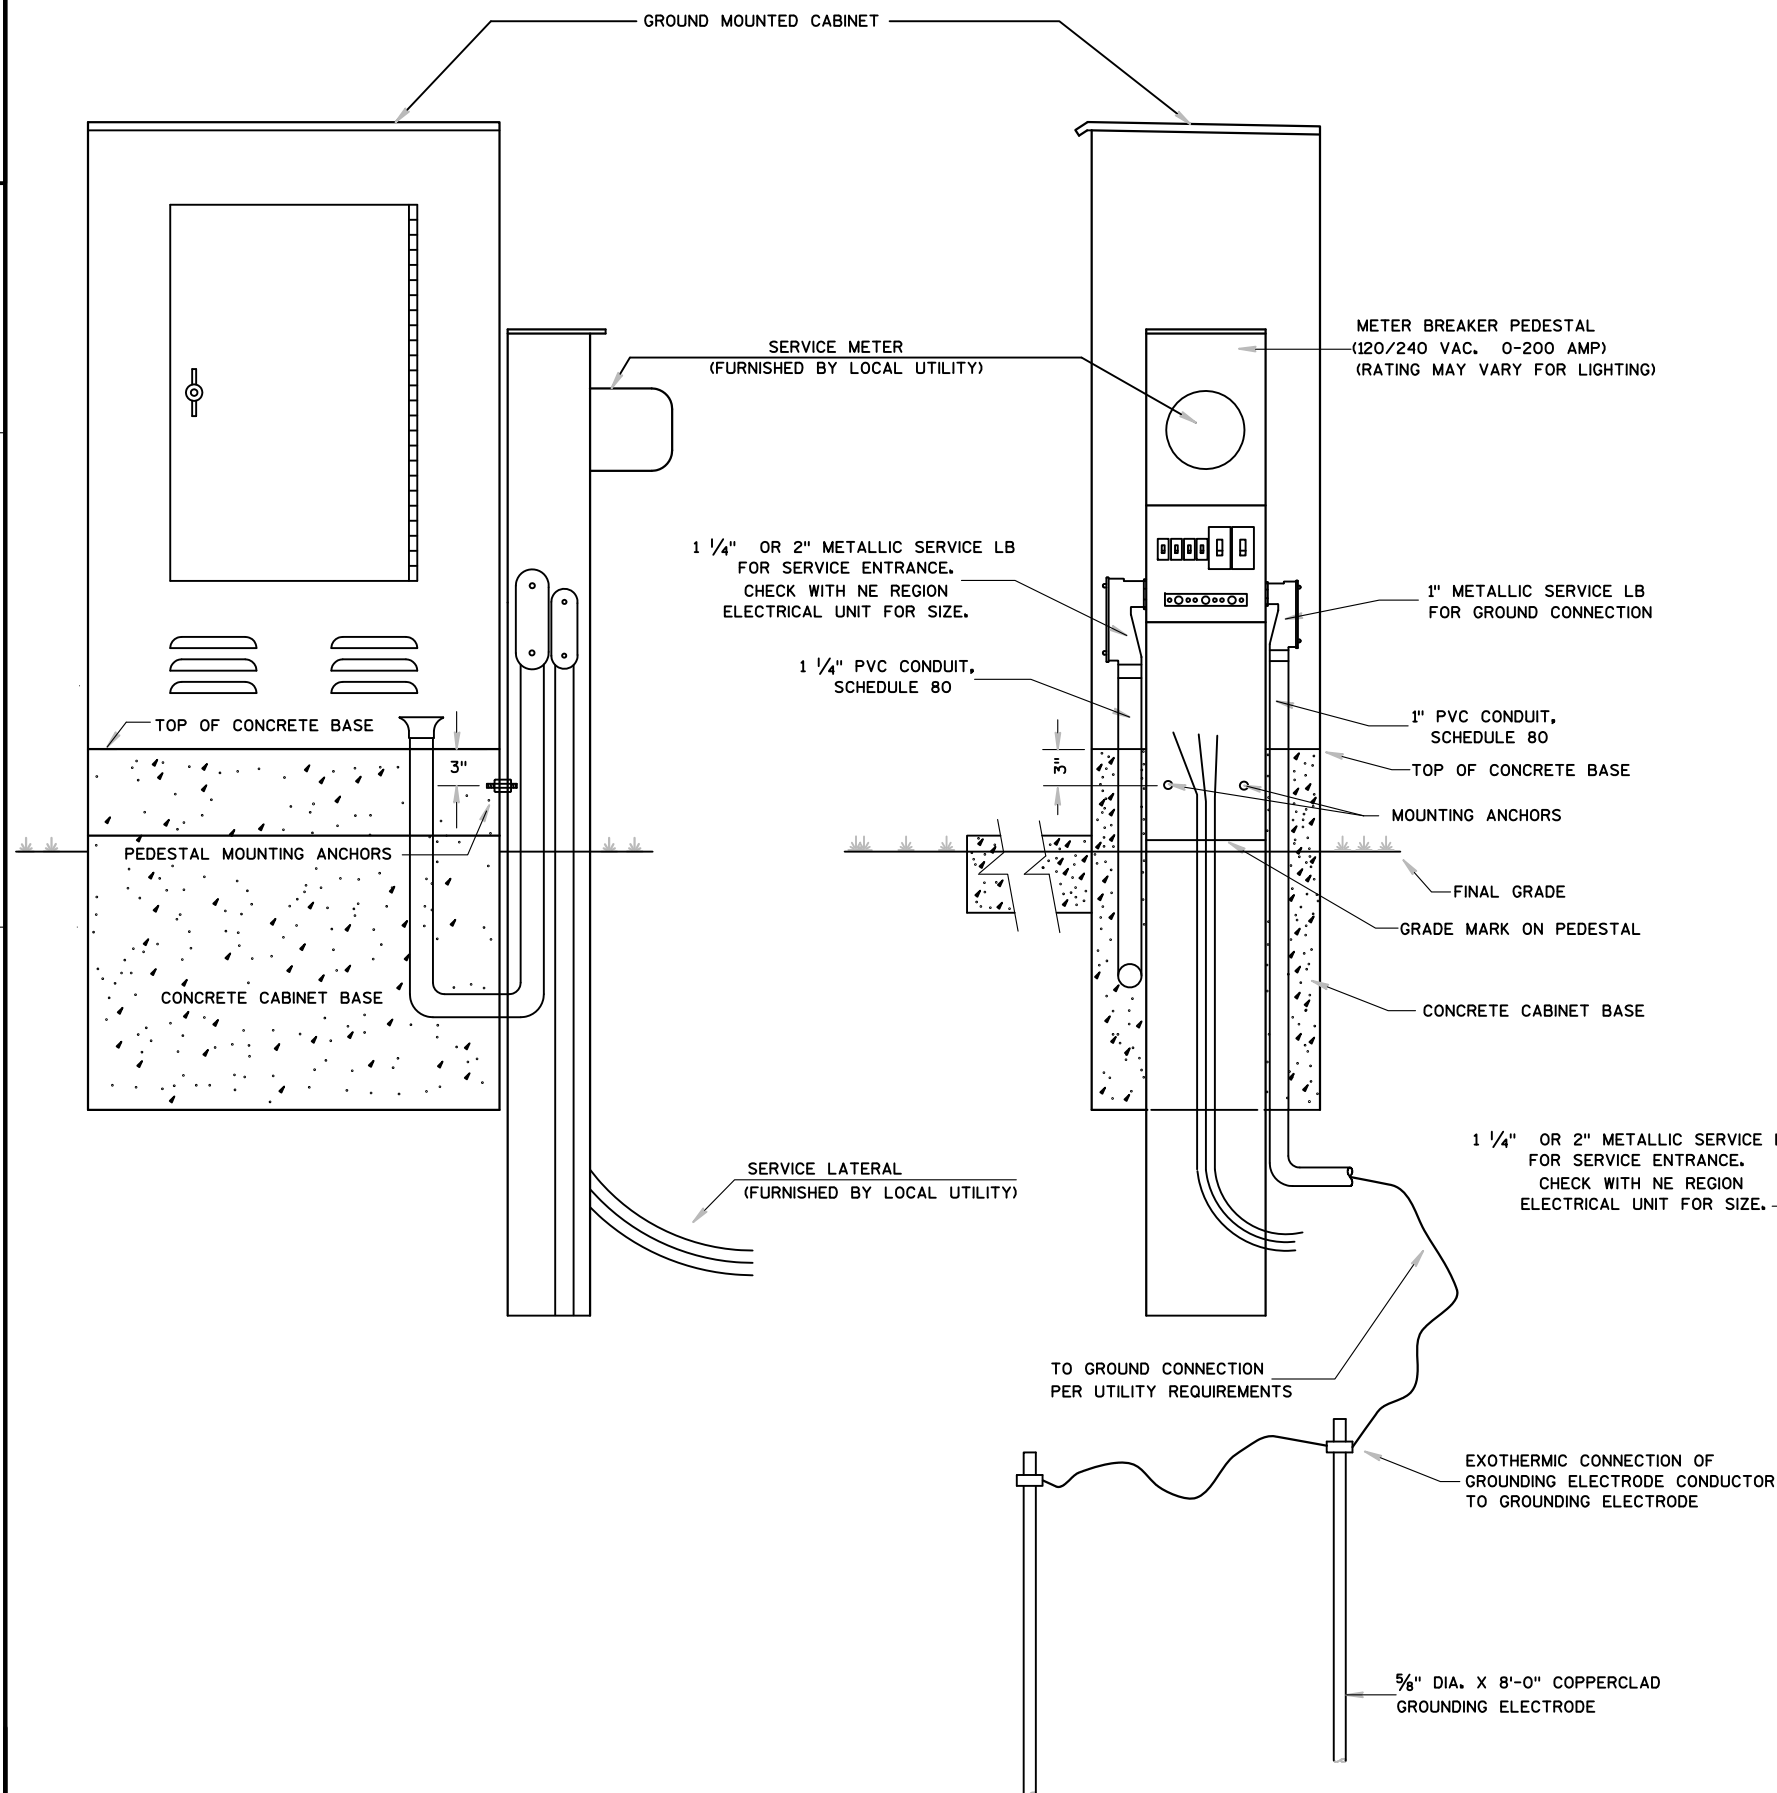 GROUND MOUNTED CABINET
METER BREAKER PEDESTAL
(120/240 VAC. 0-200 AMP)
(RATING MAY VARY FOR LIGHTING)
SERVICE METER
(FURNISHED BY LOCAL UTILITY)
1 1/4" OR 2" METALLIC SERVICE LB
FOR SERVICE ENTRANCE.
CHECK WITH NE REGION
ELECTRICAL UNIT FOR SIZE.
1" METALLIC SERVICE LB
FOR GROUND CONNECTION
1 1/4" PVC CONDUIT,
SCHEDULE 80
1" PVC CONDUIT,
SCHEDULE 80
TOP OF CONCRETE BASE
3"
3"
TOP OF CONCRETE BASE
MOUNTING ANCHORS
PEDESTAL MOUNTING ANCHORS
FINAL GRADE
GRADE MARK ON PEDESTAL
CONCRETE CABINET BASE
CONCRETE CABINET BASE
1 1/4" OR 2" METALLIC SERVICE
FOR SERVICE ENTRANCE.
CHECK WITH NE REGION
ELECTRICAL UNIT FOR SIZE.
SERVICE LATERAL
(FURNISHED BY LOCAL UTILITY)
TO GROUND CONNECTION
PER UTILITY REQUIREMENTS
EXOTHERMIC CONNECTION OF
GROUNDING ELECTRODE CONDUCTOR
TO GROUNDING ELECTRODE
5/8" DIA. X 8'-0" COPPERCLAD
GROUNDING ELECTRODE